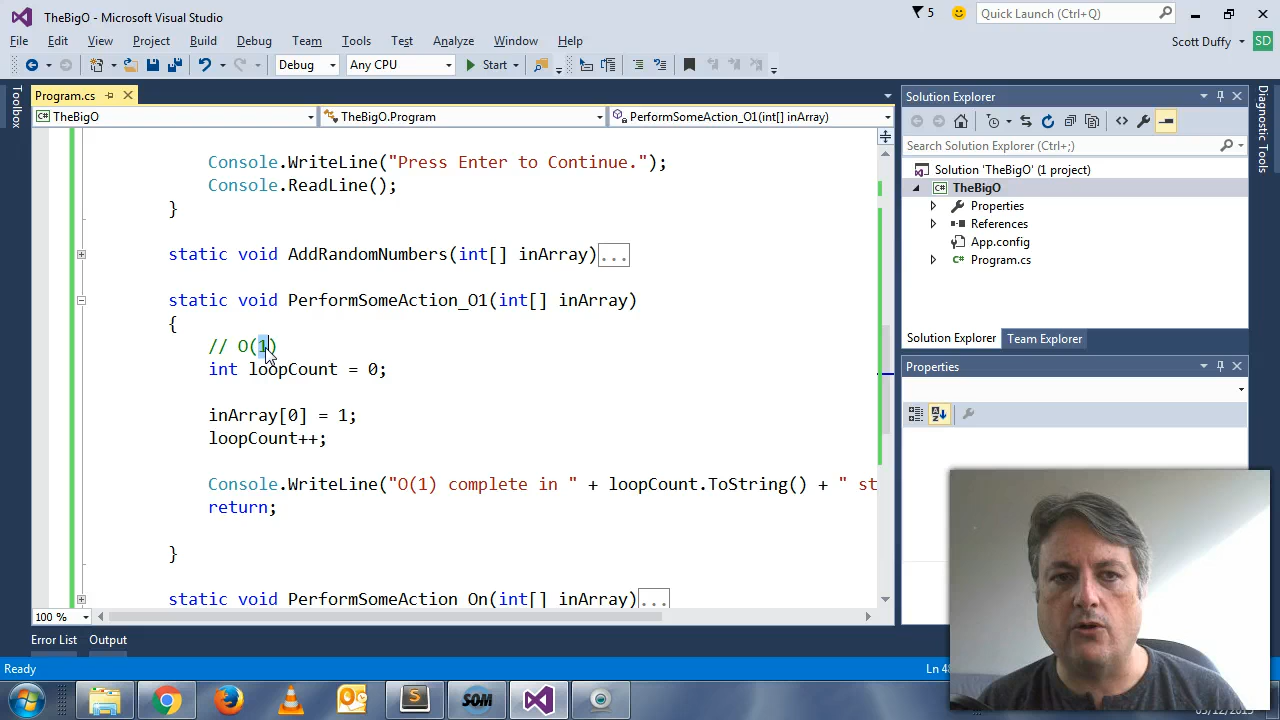 TheBigO - Microsoft Visual Studio
5
Quick Launch (Ctrl+Q)
File Edit View Project Build Debug Team Tools Test Analyze Window Help
Scott Duffy
SD
Debug
Any CPU
Start
Toolbox
Program.cs
TheBigO
TheBigO.Program
PerformSomeAction_O1(int[] inArray)
Console.WriteLine("Press Enter to Continue.");
Console.ReadLine();
}
static void AddRandomNumbers(int[] inArray)...
static void PerformSomeAction_O1(int[] inArray)
{
// O(1)
int loopCount = 0;
inArray[0] = 1;
loopCount++;
Console.WriteLine("O(1) complete in " + loopCount.ToString() + " st
return;
}
static void PerformSomeAction_On(int[] inArray)...
100 %
Solution Explorer
Search Solution Explorer (Ctrl+;)
Solution 'TheBigO' (1 project)
TheBigO
Properties
References
App.config
Program.cs
Solution Explorer Team Explorer
Properties
Diagnostic Tools
Error List Output
Ready
Ln 48
S
SOM